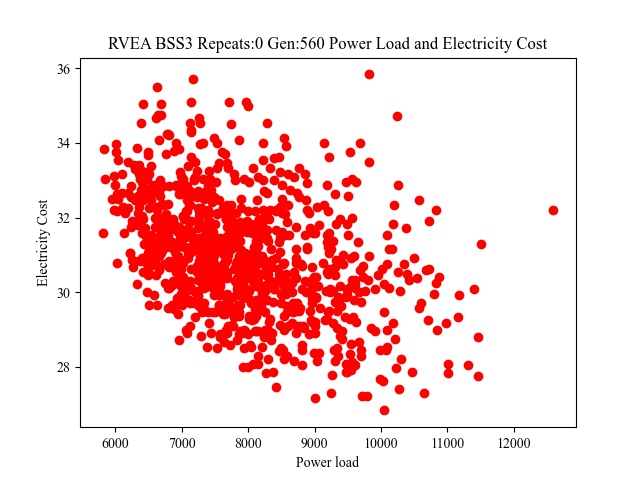 RVEA BSS3 Repeats:0 Gen:560 Power Load and Electricity Cost
36
34
32
30
28
Electricity Cost
6000 7000 8000 9000 10000 11000 12000
Power load